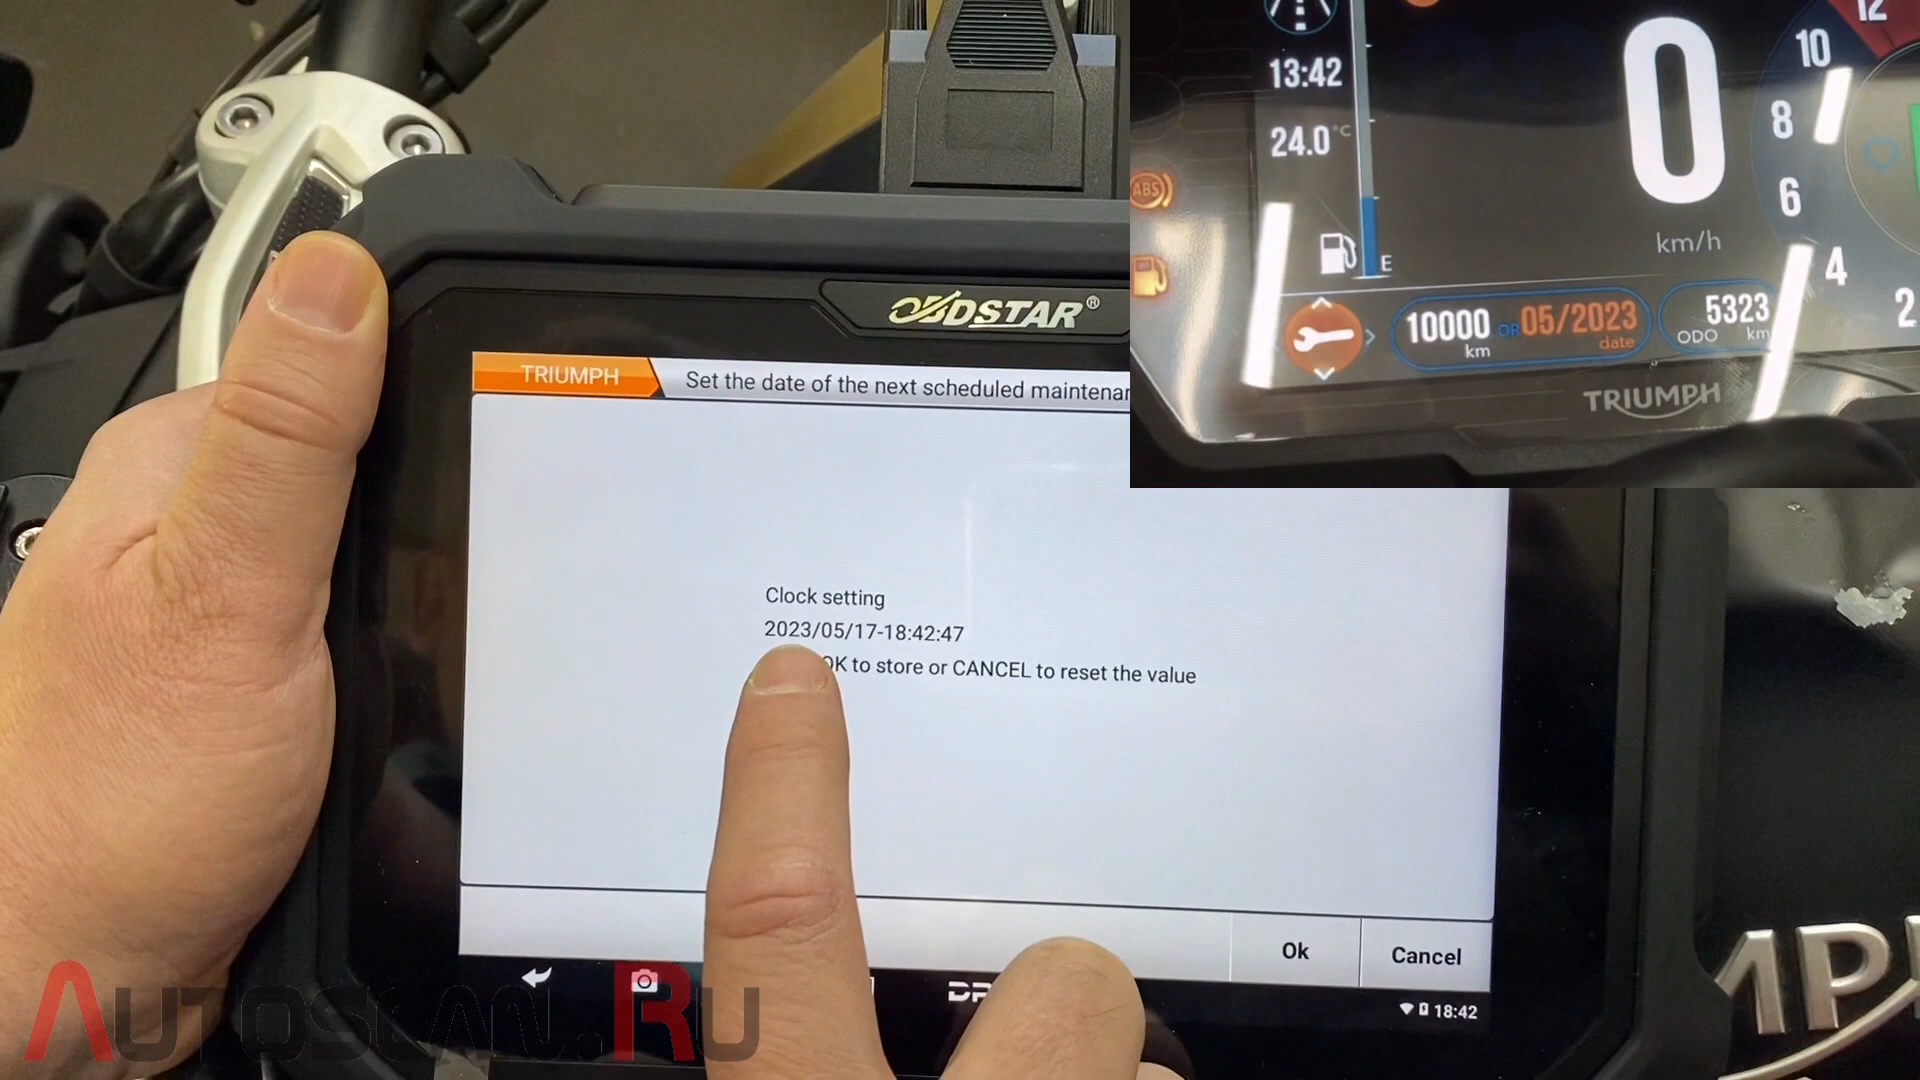 OBDSTAR®
TRIUMPH
Set the date of the next scheduled
Clock setting
2023/05/17-18:42:47
OK to store or CANCEL to reset the value
Ok
Cancel
18:42
12
10
8
6
4
2
13:42
24.0 °C
0
km/h
ABS
E
10000 km OR 05/2023 date
5323
ODO km
TRIUMPH
AUTOSCAN.RU